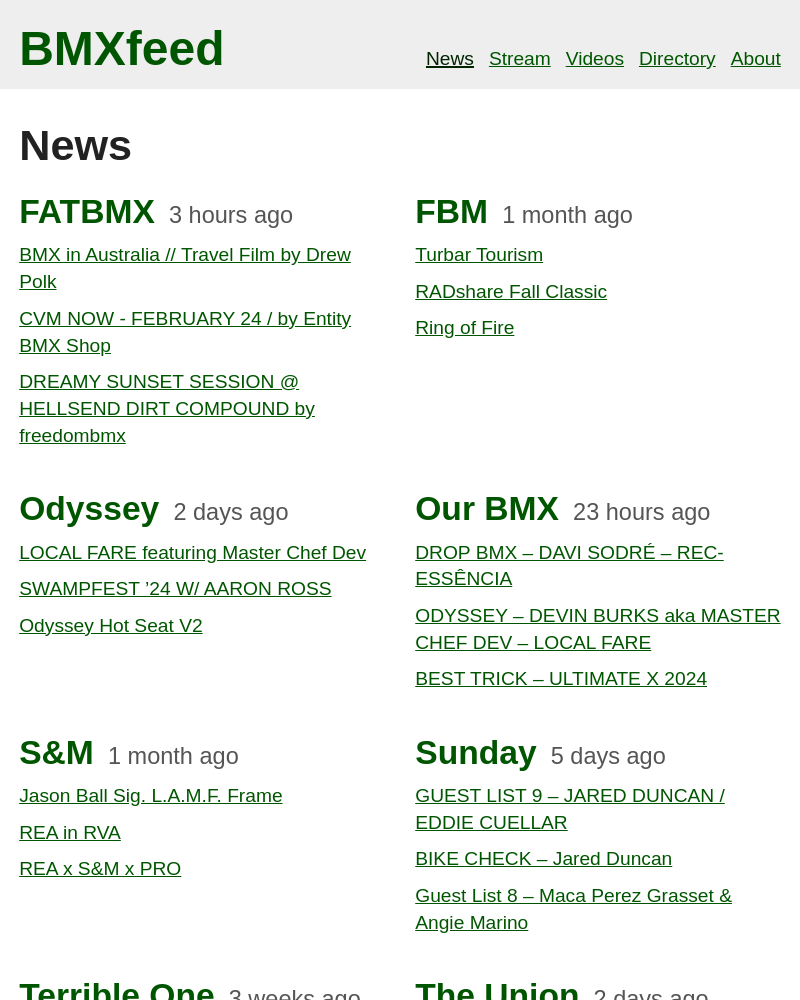 BMXfeed
News Stream Videos Directory About
News
FATBMX 3 hours ago
BMX in Australia // Travel Film by Drew
Polk
CVM NOW - FEBRUARY 24 / by Entity
BMX Shop
DREAMY SUNSET SESSION @
HELLSEND DIRT COMPOUND by
freedombmx
FBM 1 month ago
Turbar Tourism
RADshare Fall Classic
Ring of Fire
Odyssey 2 days ago
LOCAL FARE featuring Master Chef Dev
SWAMPFEST ’24 W/ AARON ROSS
Odyssey Hot Seat V2
Our BMX 23 hours ago
DROP BMX – DAVI SODRÉ – REC-
ESSÊNCIA
ODYSSEY – DEVIN BURKS aka MASTER
CHEF DEV – LOCAL FARE
BEST TRICK – ULTIMATE X 2024
S&M 1 month ago
Jason Ball Sig. L.A.M.F. Frame
REA in RVA
REA x S&M x PRO
Sunday 5 days ago
GUEST LIST 9 – JARED DUNCAN /
EDDIE CUELLAR
BIKE CHECK – Jared Duncan
Guest List 8 – Maca Perez Grasset &
Angie Marino
Terrible One 3 weeks ago
The Union 2 days ago